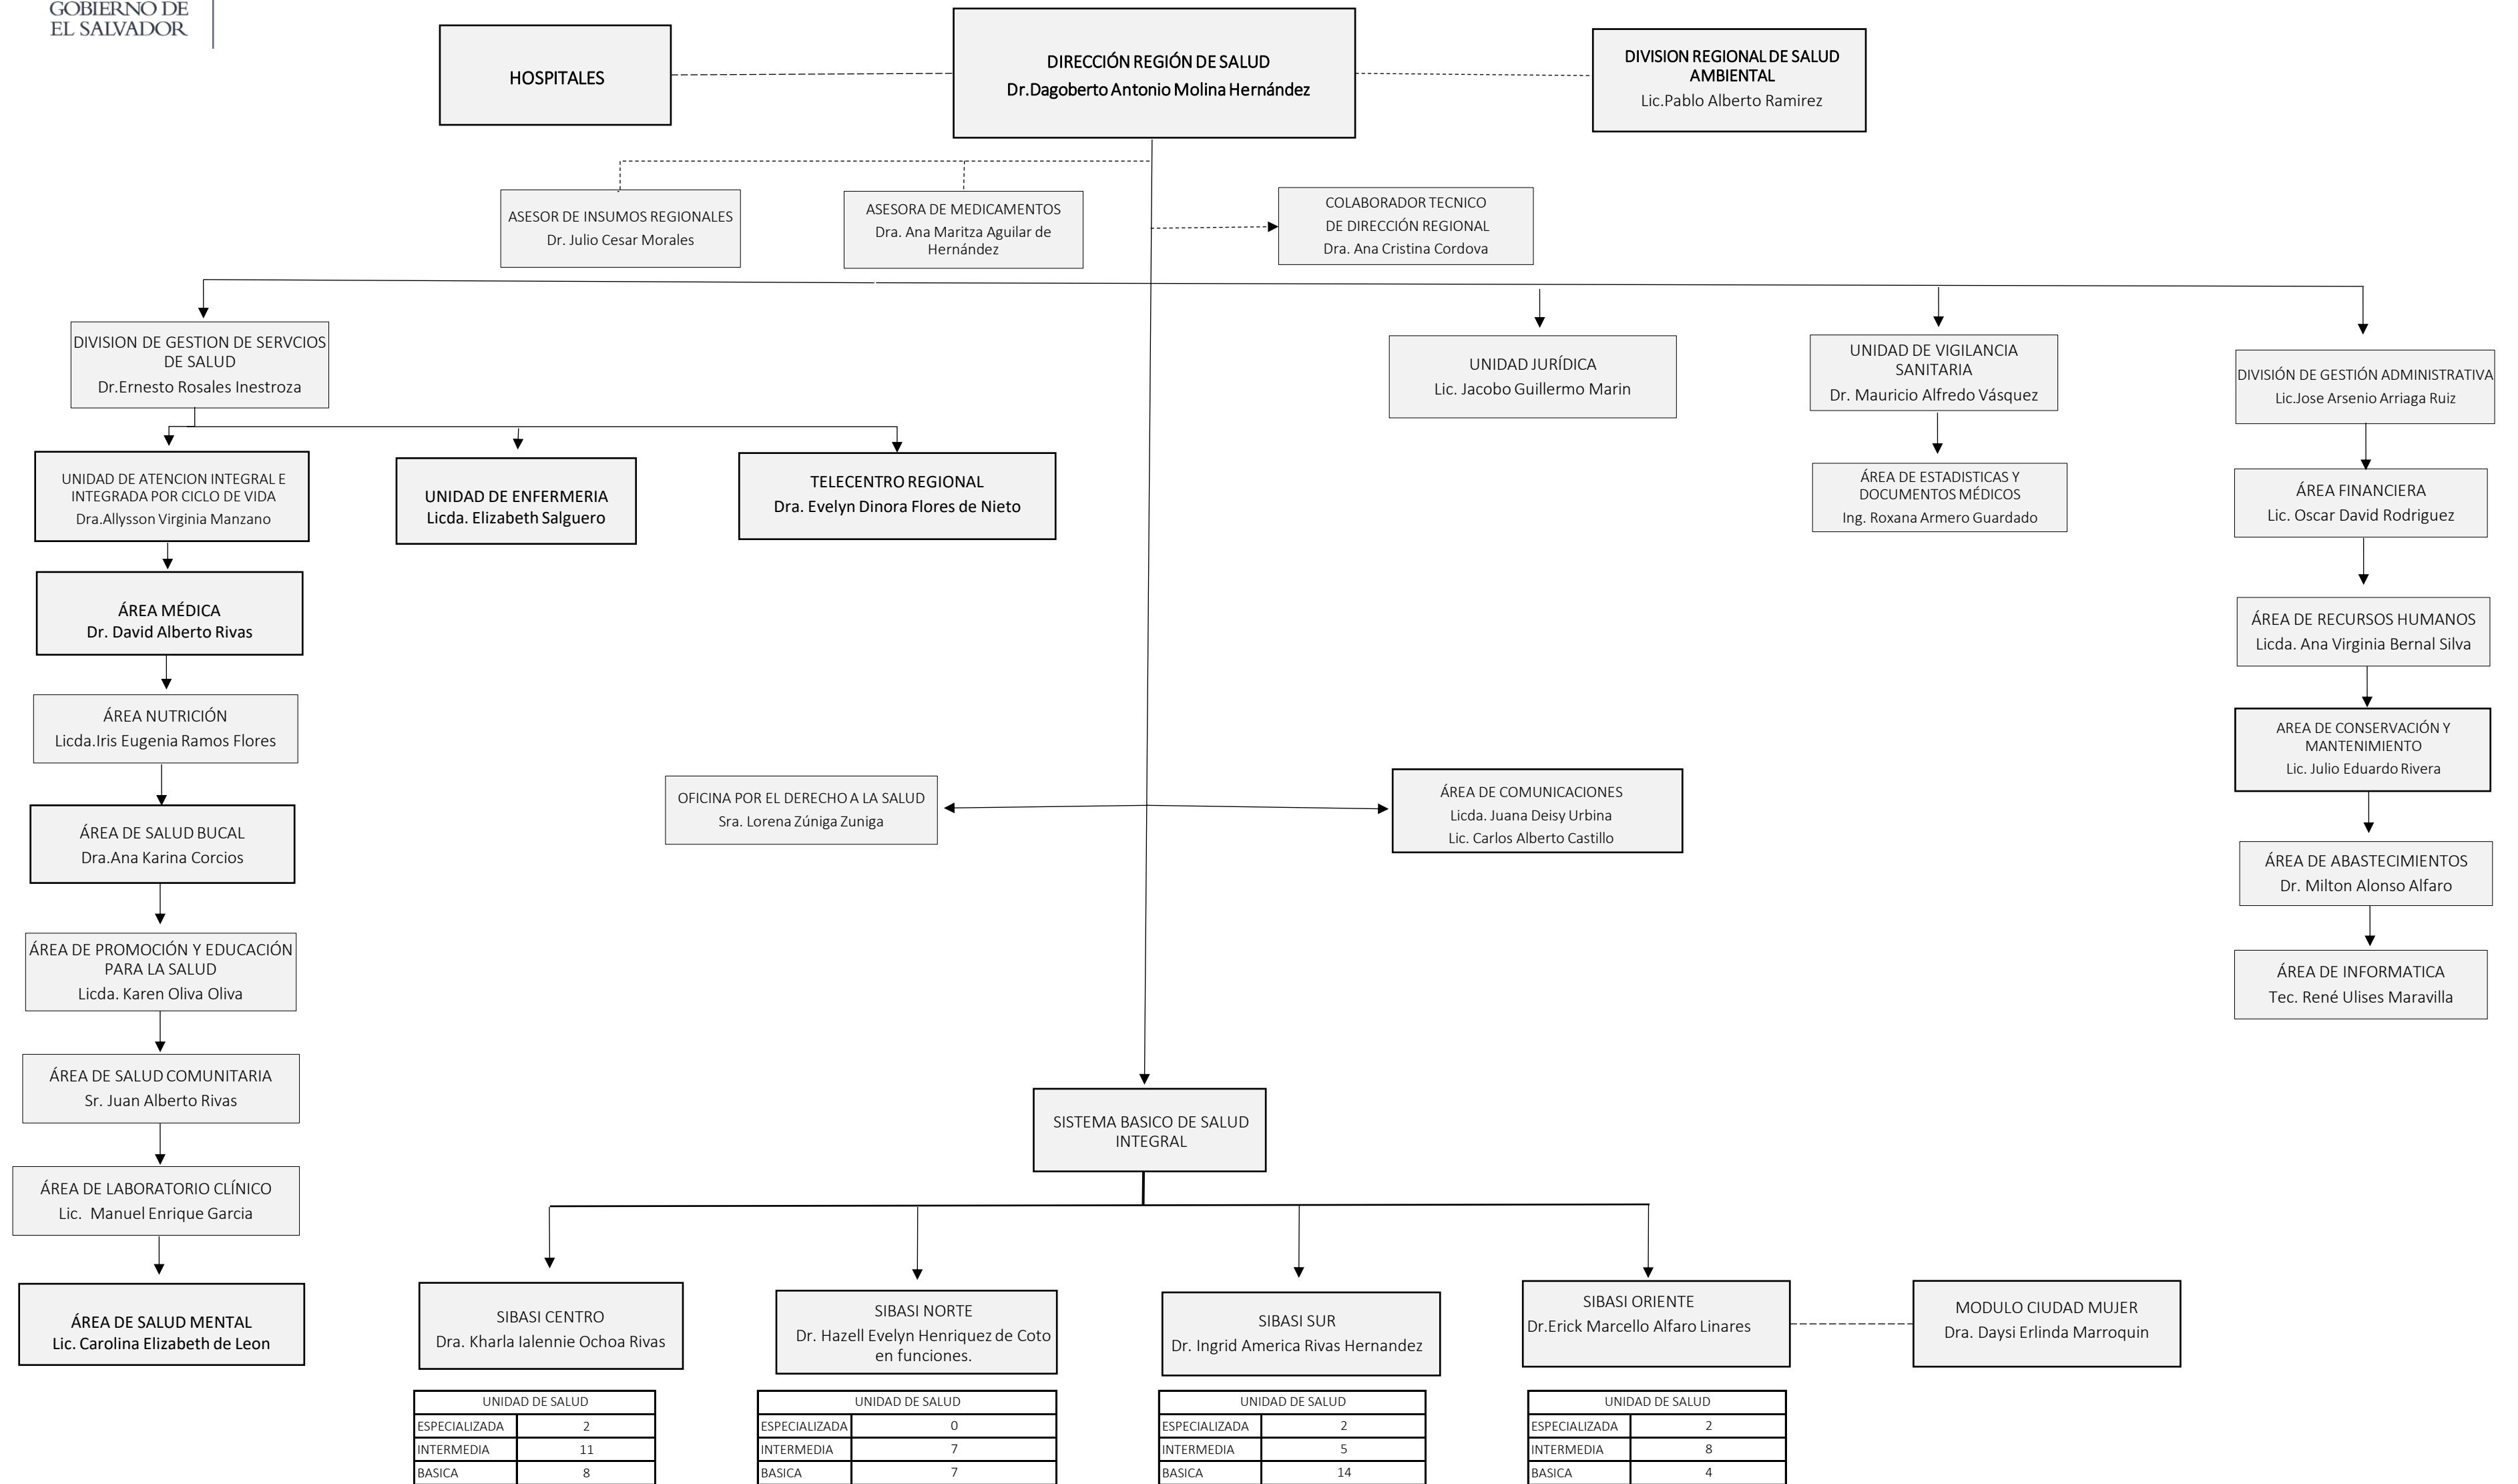 GOBIERNO DE
EL SALVADOR
HOSPITALES
DIRECCIÓN REGIÓN DE SALUD
Dr.Dagoberto Antonio Molina Hernández
DIVISION REGIONAL DE SALUD
AMBIENTAL
Lic.Pablo Alberto Ramirez
ASESOR DE INSUMOS REGIONALES
Dr. Julio Cesar Morales
ASESORA DE MEDICAMENTOS
Dra. Ana Maritza Aguilar de
Hernández
COLABORADOR TECNICO
DE DIRECCIÓN REGIONAL
Dra. Ana Cristina Cordova
DIVISION DE GESTION DE SERVCIOS
DE SALUD
Dr.Ernesto Rosales Inestroza
UNIDAD JURÍDICA
Lic. Jacobo Guillermo Marin
UNIDAD DE VIGILANCIA
SANITARIA
Dr. Mauricio Alfredo Vásquez
DIVISIÓN DE GESTIÓN ADMINISTRATIVA
Lic.Jose Arsenio Arriaga Ruiz
UNIDAD DE ATENCION INTEGRAL E
INTEGRADA POR CICLO DE VIDA
Dra.Allysson Virginia Manzano
UNIDAD DE ENFERMERIA
Licda. Elizabeth Salguero
TELECENTRO REGIONAL
Dra. Evelyn Dinora Flores de Nieto
ÁREA DE ESTADISTICAS Y
DOCUMENTOS MÉDICOS
Ing. Roxana Armero Guardado
ÁREA FINANCIERA
Lic. Oscar David Rodriguez
ÁREA MÉDICA
Dr. David Alberto Rivas
ÁREA DE RECURSOS HUMANOS
Licda. Ana Virginia Bernal Silva
ÁREA NUTRICIÓN
Licda.Iris Eugenia Ramos Flores
AREA DE CONSERVACIÓN Y
MANTENIMIENTO
Lic. Julio Eduardo Rivera
OFICINA POR EL DERECHO A LA SALUD
Sra. Lorena Zúniga Zuniga
ÁREA DE COMUNICACIONES
Licda. Juana Deisy Urbina
Lic. Carlos Alberto Castillo
ÁREA DE SALUD BUCAL
Dra.Ana Karina Corcios
ÁREA DE ABASTECIMIENTOS
Dr. Milton Alonso Alfaro
ÁREA DE PROMOCIÓN Y EDUCACIÓN
PARA LA SALUD
Licda. Karen Oliva Oliva
ÁREA DE INFORMATICA
Tec. René Ulises Maravilla
ÁREA DE SALUD COMUNITARIA
Sr. Juan Alberto Rivas
SISTEMA BASICO DE SALUD
INTEGRAL
ÁREA DE LABORATORIO CLÍNICO
Lic. Manuel Enrique Garcia
ÁREA DE SALUD MENTAL
Lic. Carolina Elizabeth de Leon
SIBASI CENTRO
Dra. Kharla Ialennie Ochoa Rivas
SIBASI NORTE
Dr. Hazell Evelyn Henriquez de Coto
en funciones.
SIBASI SUR
Dr. Ingrid America Rivas Hernandez
SIBASI ORIENTE
Dr.Erick Marcello Alfaro Linares
MODULO CIUDAD MUJER
Dra. Daysi Erlinda Marroquin
UNIDAD DE SALUD
ESPECIALIZADA 2
INTERMEDIA 11
BASICA 8
UNIDAD DE SALUD
ESPECIALIZADA 0
INTERMEDIA 7
BASICA 7
UNIDAD DE SALUD
ESPECIALIZADA 2
INTERMEDIA 5
BASICA 14
UNIDAD DE SALUD
ESPECIALIZADA 2
INTERMEDIA 8
BASICA 4